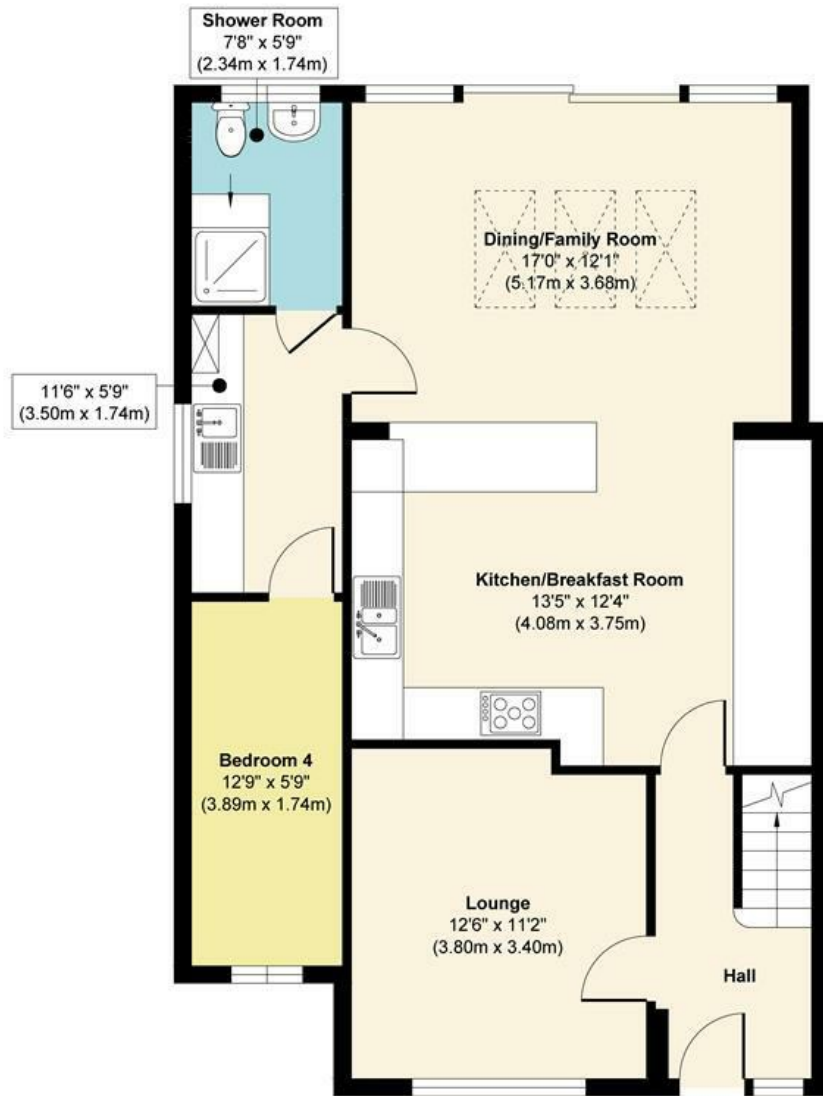 Shower Room
7'8" x 5'9"
(2.34m x 1.74m)
Dining/Family Room
17'0" x 12'1"
(5.17m x 3.68m)
11'6" x 5'9"
(3.50m x 1.74m)
Kitchen/Breakfast Room
13'5" x 12'4"
(4.08m x 3.75m)
Bedroom 4
12'9" x 5'9"
(3.89m x 1.74m)
Lounge
12'6" x 11'2"
(3.80m x 3.40m)
Hall